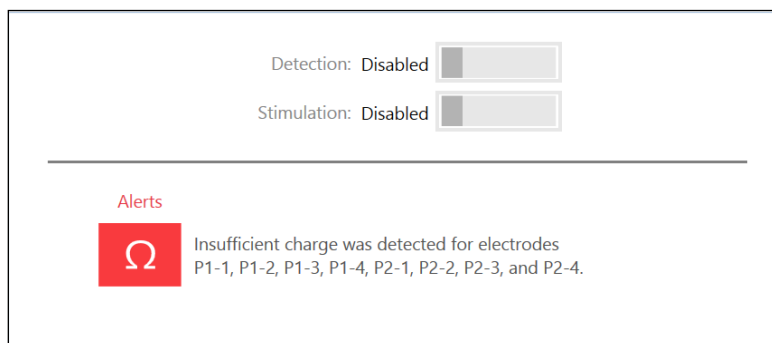 Detection: Disabled
Stimulation: Disabled
Alerts
Ω
Insufficient charge was detected for electrodes
P1-1, P1-2, P1-3, P1-4, P2-1, P2-2, P2-3, and P2-4.